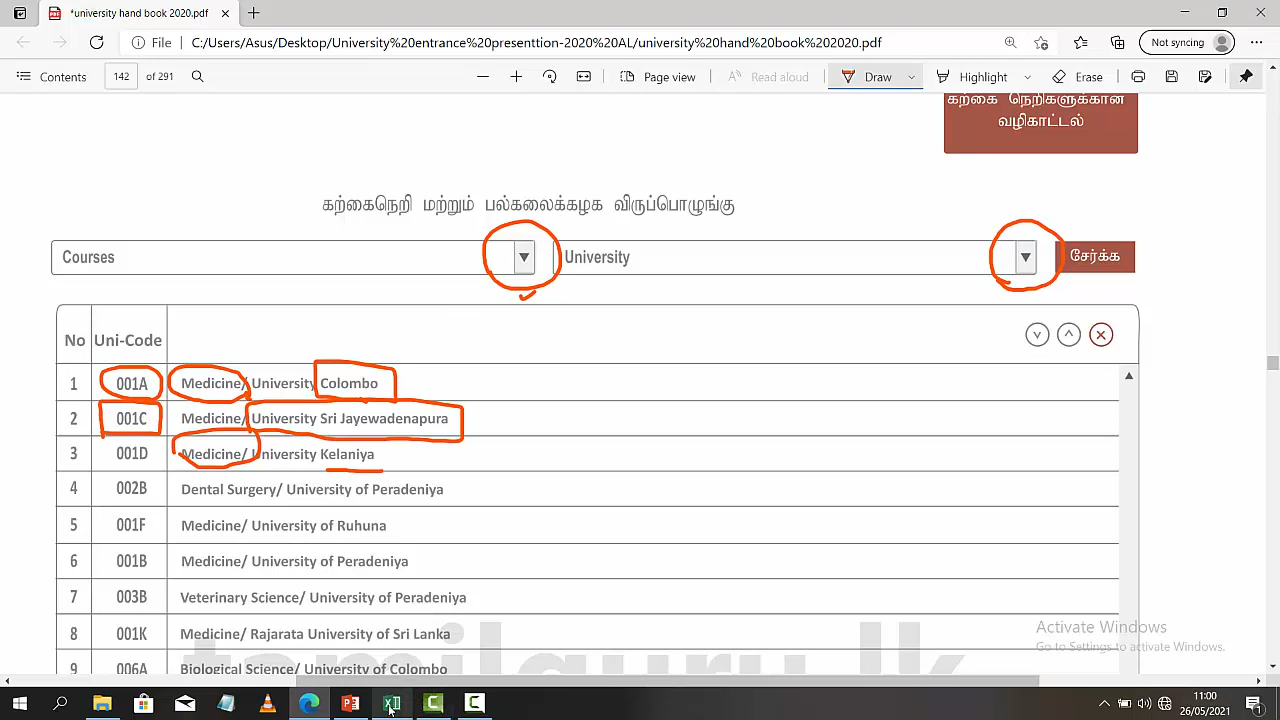 *university hand book 2020.pdf
File
C:/Users/Asus/Desktop/University%20entrance%20presenttion-2020%20AL/university%20hand%20book%202020.pdf
Not syncing
Contents
142 of 291
Page view
Read aloud
Draw
Highlight
Erase
கற்கை நெறிகளுக்கான
வழிகாட்டல்
கற்கைநெறி மற்றும் பல்கலைக்கழக விருப்பொழுங்கு
Courses
University
சேர்க்க
No Uni-Code
1 001A Medicine/ University Colombo
2 001C Medicine/ University Sri Jayewadenapura
3 001D Medicine/ University Kelaniya
4 002B Dental Surgery/ University of Peradeniya
5 001F Medicine/ University of Ruhuna
6 001B Medicine/ University of Peradeniya
7 003B Veterinary Science/ University of Peradeniya
8 001K Medicine/ Rajarata University of Sri Lanka
9 006A Biological Science/ University of Colombo
tamilguru.lk
Activate Windows
Go to Settings to activate Windows.
11:00
26/05/2021